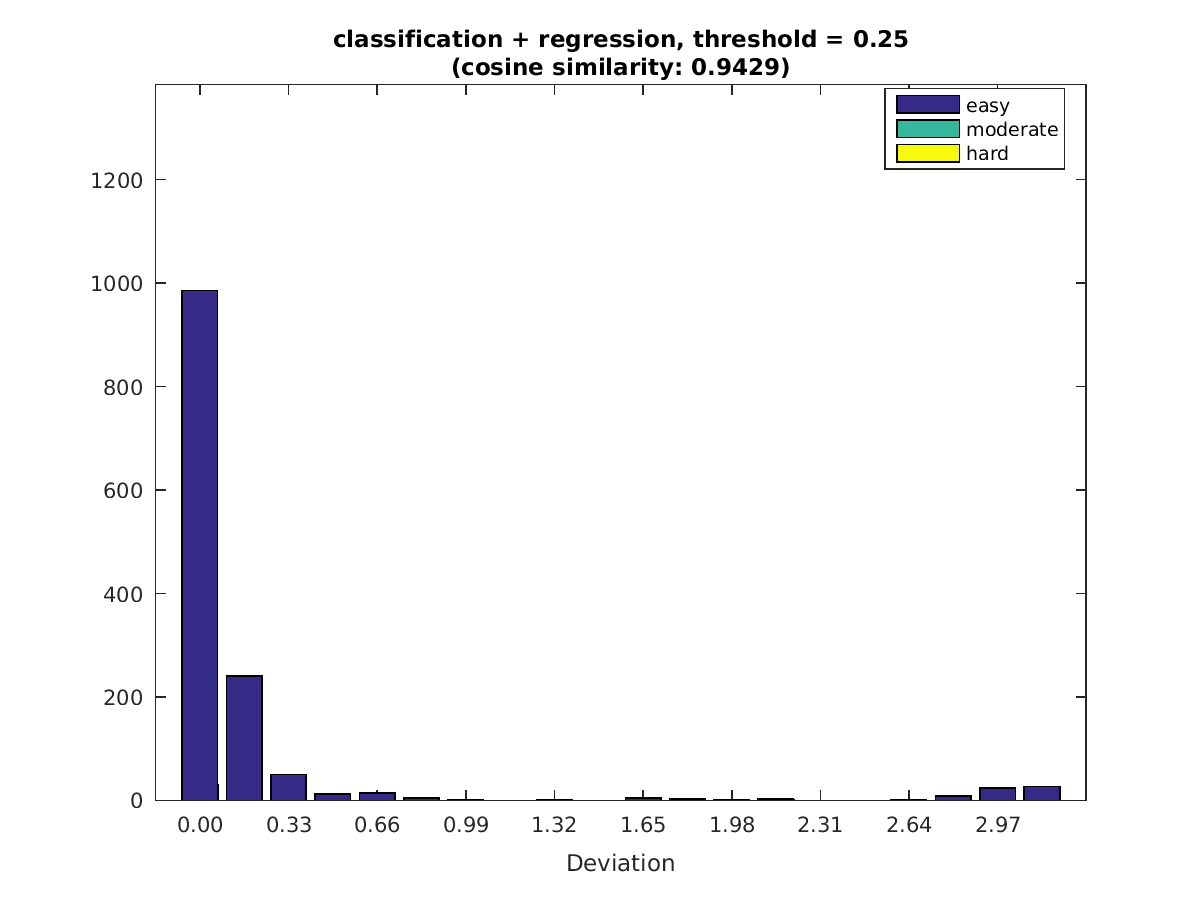 classification + regression, threshold = 0.25
(cosine similarity: 0.9429)
easy
moderate
hard
1200
1000
800
600
400
200
0
0.00 0.33 0.66 0.99 1.32 1.65 1.98 2.31 2.64 2.97
Deviation